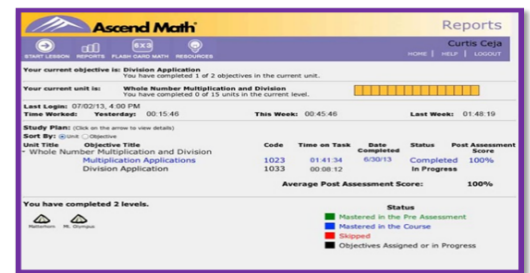 Ascend Math
Reports
Curtis Ceja
START LESSON REPORTS FLASH CARD MATH RESOURCES
6X3
HOME | HELP | LOGOUT
Your current objective is: Division Application
You have completed 1 of 2 objectives in the current unit.
Your current unit is: Whole Number Multiplication and Division
You have completed 0 of 15 units in the current level.
Last Login: 07/02/13, 4:00 PM
Time Worked: Yesterday: 00:15:46 This Week: 00:45:46 Last Week: 01:48:19
Study Plan: (Click on the arrow to view details)
Sort By: Unit Objective
Unit Title Objective Title Code Time on Task Date Completed Status Post Assessment Score
Whole Number Multiplication and Division
Multiplication Applications 1023 01:41:34 6/30/13 Completed 100%
Division Application 1033 00:08:12 In Progress
Average Post Assessment Score: 100%
You have completed 2 levels.
Matterhorn Mt. Olympus
Status
Mastered in the Pre Assessment
Mastered in the Course
Skipped
Objectives Assigned or in Progress